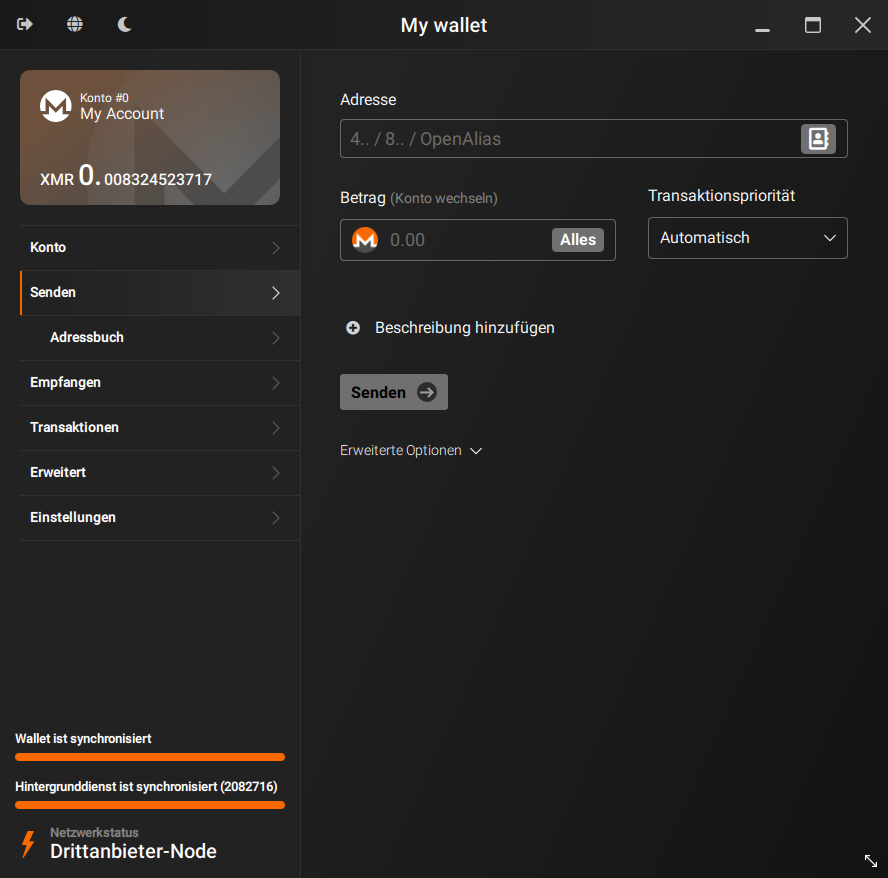 My wallet
Konto #0
My Account
XMR 0.008324523717
Konto
Senden
Adressbuch
Empfangen
Transaktionen
Erweitert
Einstellungen
Wallet ist synchronisiert
Hintergrunddienst ist synchronisiert (2082716)
Netzwerkstatus
Drittanbieter-Node
Adresse
4.. / 8.. / OpenAlias
Betrag (Konto wechseln)
Transaktionspriorität
0.00 Alles
Automatisch
Beschreibung hinzufügen
Senden
Erweiterte Optionen